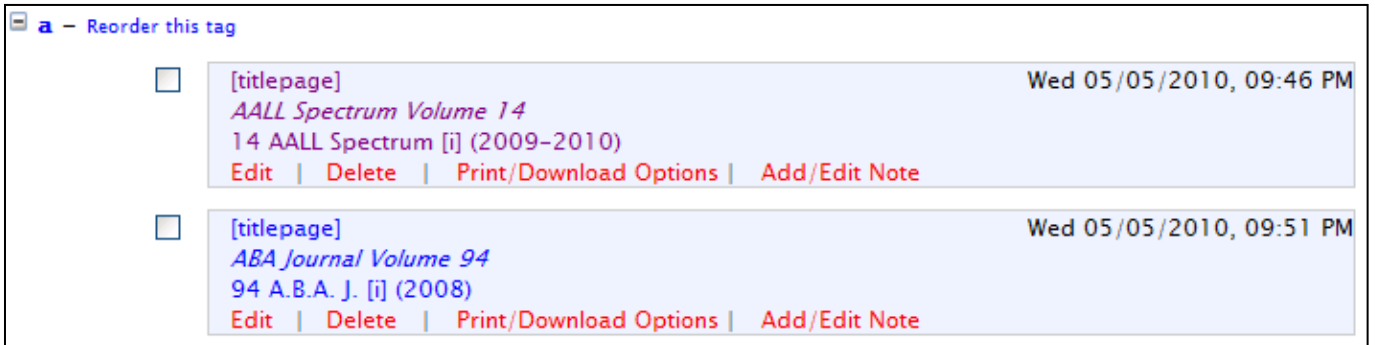 a – Reorder this tag
[titlepage] Wed 05/05/2010, 09:46 PM
AALL Spectrum Volume 14
14 AALL Spectrum [i] (2009-2010)
Edit | Delete | Print/Download Options | Add/Edit Note
[titlepage] Wed 05/05/2010, 09:51 PM
ABA Journal Volume 94
94 A.B.A. J. [i] (2008)
Edit | Delete | Print/Download Options | Add/Edit Note